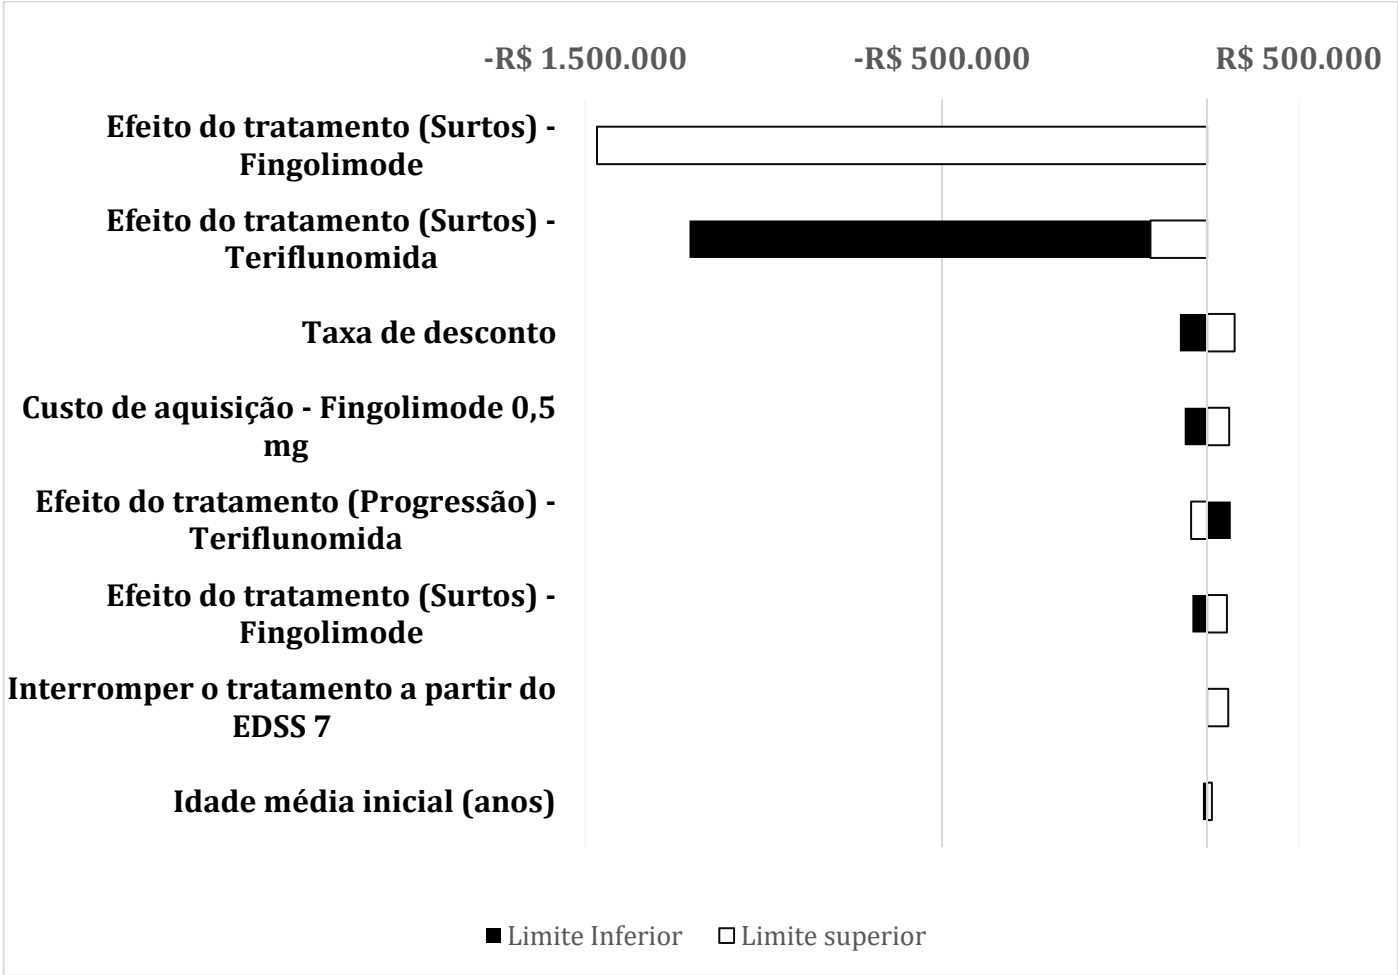 -R$ 1.500.000 -R$ 500.000 R$ 500.000
Efeito do tratamento (Surtos) -
Fingolimode
Efeito do tratamento (Surtos) -
Teriflunomida
Taxa de desconto
Custo de aquisição - Fingolimode 0,5
mg
Efeito do tratamento (Progressão) -
Teriflunomida
Efeito do tratamento (Surtos) -
Fingolimode
Interromper o tratamento a partir do
EDSS 7
Idade média inicial (anos)
Limite Inferior Limite superior